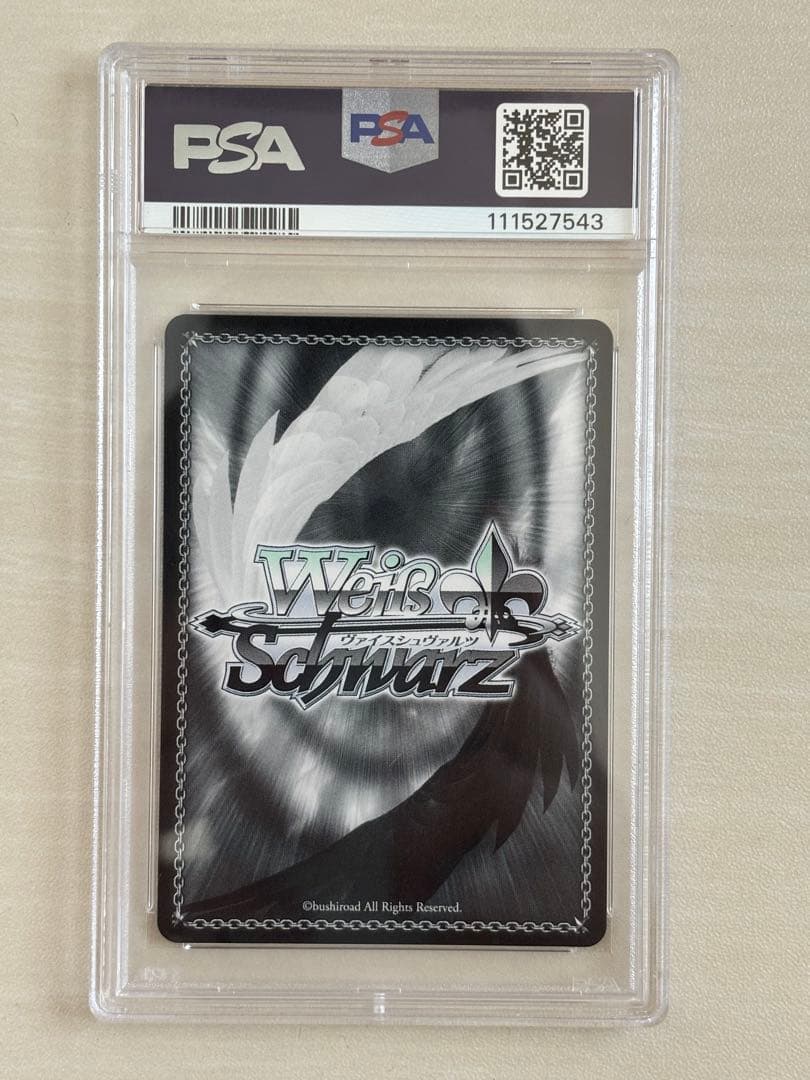 PSA
PSA
111527543
Weiß
ヴァイスシュヴァルツ
Schwarz
©bushiroad All Rights Reserved.
PSA